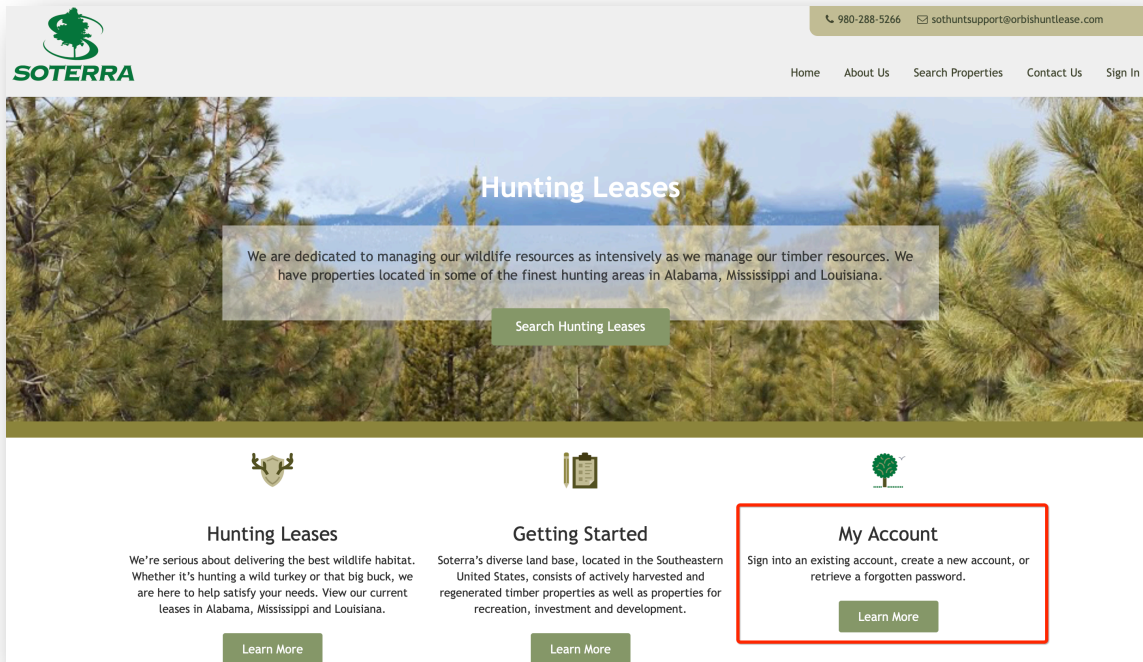 980-288-5266 sothuntsupport@orbishuntlease.com
SOTERRA
Home About Us Search Properties Contact Us Sign In
Hunting Leases
We are dedicated to managing our wildlife resources as intensively as we manage our timber resources. We
have properties located in some of the finest hunting areas in Alabama, Mississippi and Louisiana.
Search Hunting Leases
Hunting Leases
We're serious about delivering the best wildlife habitat.
Whether it's hunting a wild turkey or that big buck, we
are here to help satisfy your needs. View our current
leases in Alabama, Mississippi and Louisiana.
Learn More
Getting Started
Soterra's diverse land base, located in the Southeastern
United States, consists of actively harvested and
regenerated timber properties as well as properties for
recreation, investment and development.
Learn More
My Account
Sign into an existing account, create a new account, or
retrieve a forgotten password.
Learn More